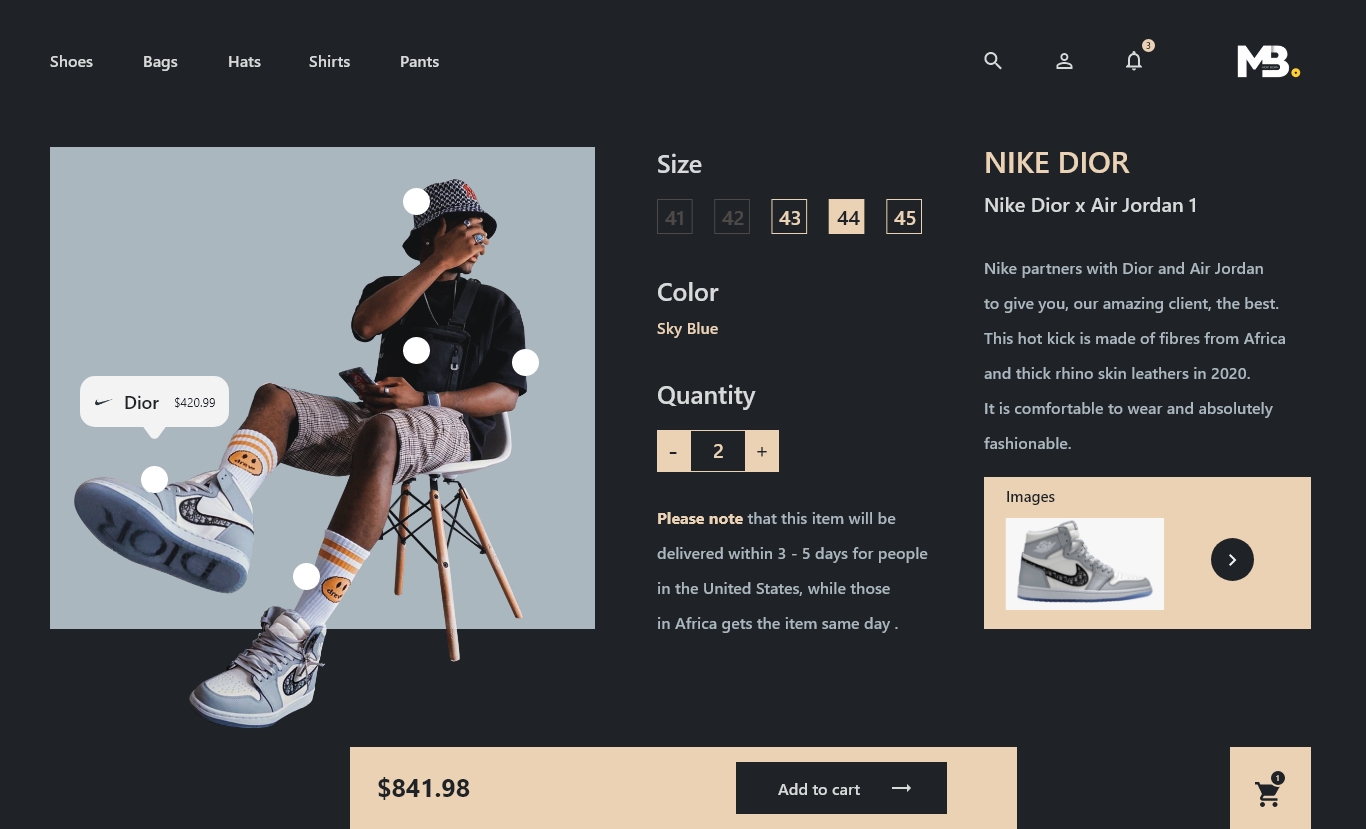 Shoes
Bags
Hats
Shirts
Pants
3
MB
Dior
$420.99
drew
drew
DIOR
Size
41
42
43
44
45
Color
Sky Blue
Quantity
-
2
+
Please note that this item will be
delivered within 3 - 5 days for people
in the United States, while those
in Africa gets the item same day .
NIKE DIOR
Nike Dior x Air Jordan 1
Nike partners with Dior and Air Jordan
to give you, our amazing client, the best.
This hot kick is made of fibres from Africa
and thick rhino skin leathers in 2020.
It is comfortable to wear and absolutely
fashionable.
Images
$841.98
Add to cart
1